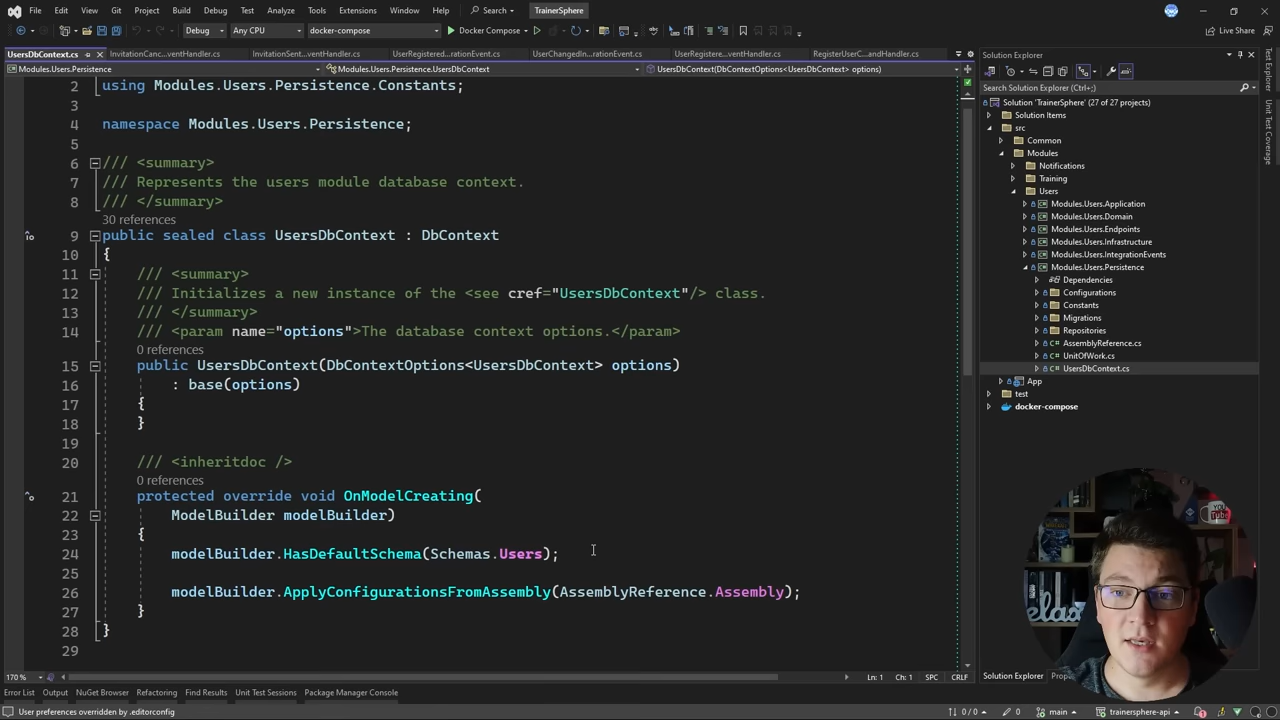 File Edit View Git Project Build Debug Test Analyze Tools Extensions Window Help Search TrainerSphere
Debug Any CPU docker-compose Docker Compose Live Share
UsersDbContext.cs InvitationCanc...ventHandler.cs InvitationSent...ventHandler.cs UserRegistered...rationEvent.cs UserChangedIn...rationEvent.cs UserRegistere...ventHandler.cs RegisterUserC...andHandler.cs
Modules.Users.Persistence Modules.Users.Persistence.UsersDbContext UsersDbContext(DbContextOptions<UsersDbContext> options)
2 using Modules.Users.Persistence.Constants;
3
4 namespace Modules.Users.Persistence;
5
6 /// <summary>
7 /// Represents the users module database context.
8 /// </summary>
30 references
9 public sealed class UsersDbContext : DbContext
10 {
11 /// <summary>
12 /// Initializes a new instance of the <see cref="UsersDbContext"/> class.
13 /// </summary>
14 /// <param name="options">The database context options.</param>
0 references
15 public UsersDbContext(DbContextOptions<UsersDbContext> options)
16 : base(options)
17 {
18 }
19
20 /// <inheritdoc />
0 references
21 protected override void OnModelCreating(
22 ModelBuilder modelBuilder)
23 {
24 modelBuilder.HasDefaultSchema(Schemas.Users);
25
26 modelBuilder.ApplyConfigurationsFromAssembly(AssemblyReference.Assembly);
27 }
28 }
29
170 % Ln: 1 Ch: 1 SPC CRLF
Solution Explorer
Search Solution Explorer (Ctrl+;)
Solution 'TrainerSphere' (27 of 27 projects)
Solution Items
src
Common
Modules
Notifications
Training
Users
Modules.Users.Application
Modules.Users.Domain
Modules.Users.Endpoints
Modules.Users.Infrastructure
Modules.Users.IntegrationEvents
Modules.Users.Persistence
Dependencies
Configurations
Constants
Migrations
Repositories
AssemblyReference.cs
UnitOfWork.cs
UsersDbContext.cs
App
test
docker-compose
Test Explorer
Unit Test Coverage
You
Tube
elax
Solution Explorer
Error List Output NuGet Browser Refactoring Find Results Unit Test Sessions Package Manager Console
User preferences overridden by .editorconfig 0 / 0 0 main trainersphere-api